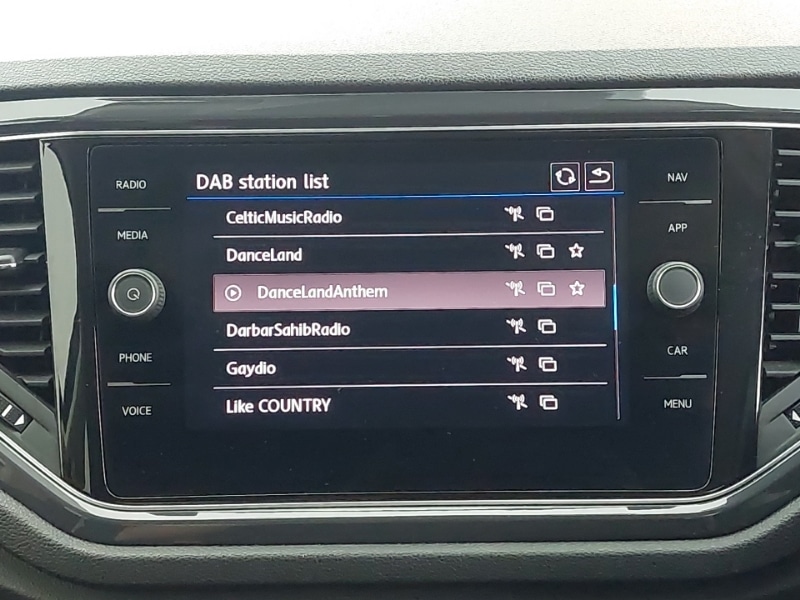 RADIO
MEDIA
PHONE
VOICE
DAB station list
CelticMusicRadio
DanceLand
DanceLandAnthem
DarbarSahibRadio
Gaydio
Like COUNTRY
NAV
APP
CAR
MENU